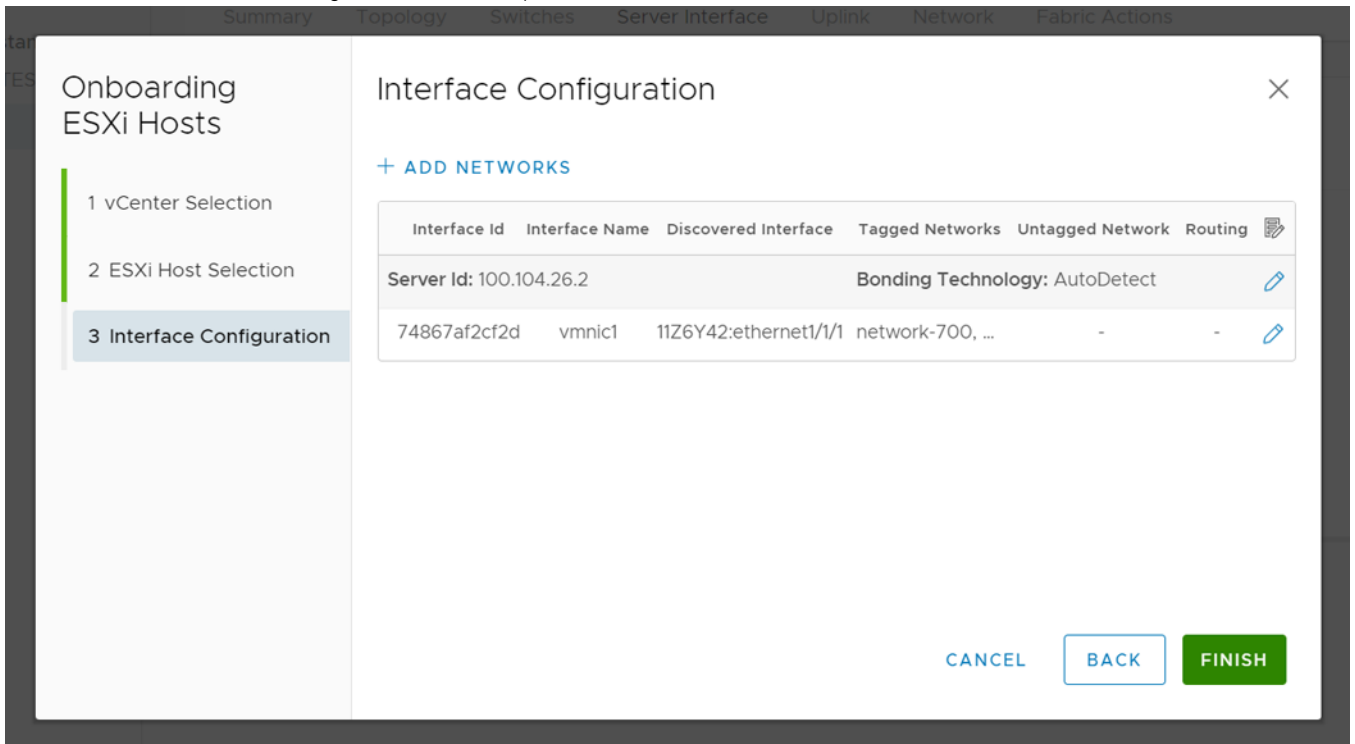 Summary Topology Switches Server Interface Uplink Network Fabric Actions
Onboarding
ESXi Hosts
1 vCenter Selection
2 ESXi Host Selection
3 Interface Configuration
Interface Configuration
+ ADD NETWORKS
Interface Id Interface Name Discovered Interface Tagged Networks Untagged Network Routing
Server Id: 100.104.26.2 Bonding Technology: AutoDetect
74867af2cf2d vmnic1 11Z6Y42:ethernet1/1/1 network-700, ... - -
CANCEL BACK FINISH